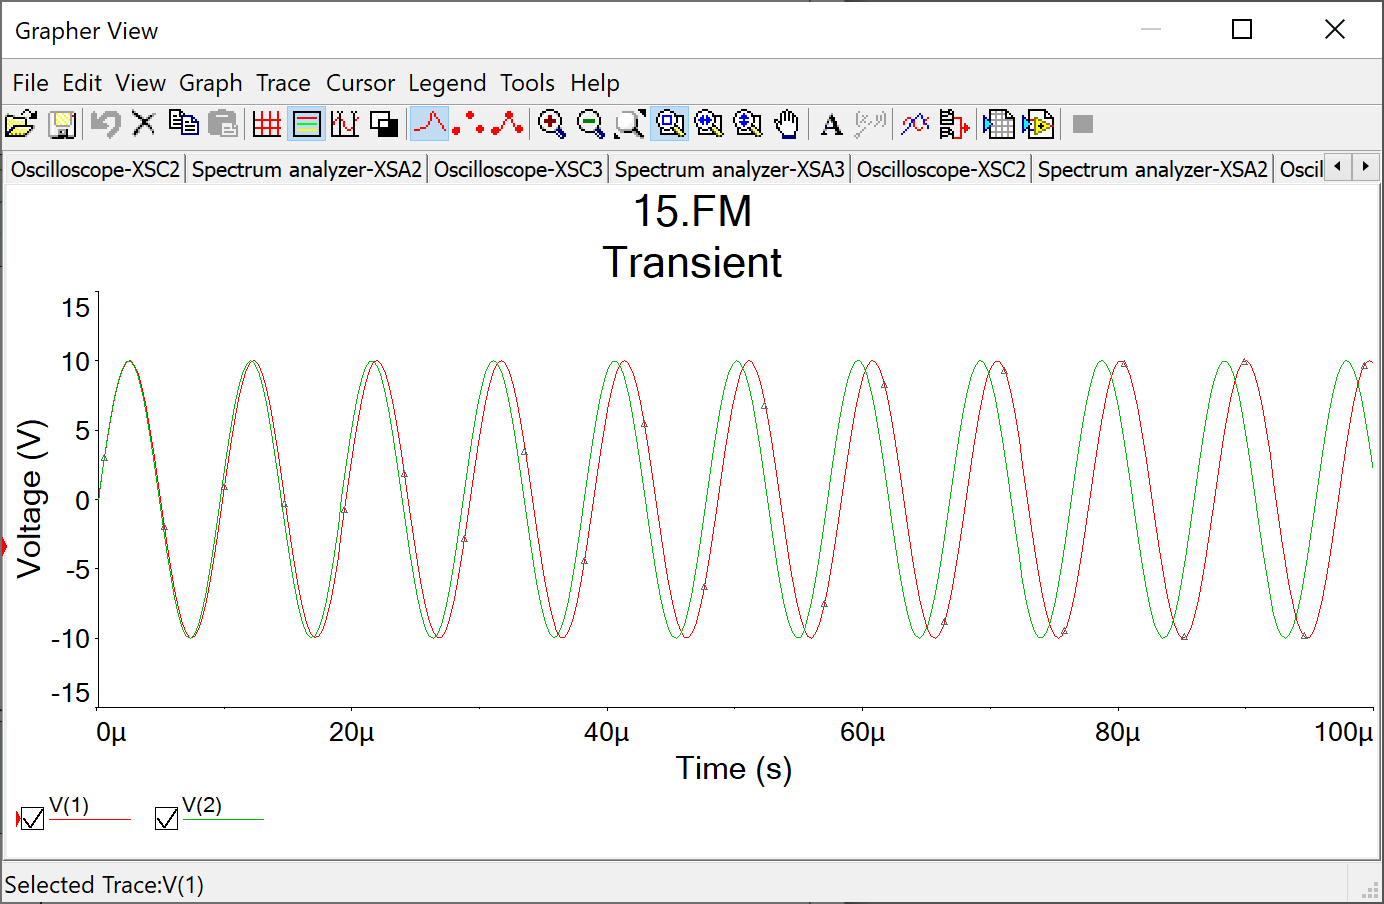 Grapher View
File Edit View Graph Trace Cursor Legend Tools Help
A (x,y)
Oscilloscope-XSC2 Spectrum analyzer-XSA2 Oscilloscope-XSC3 Spectrum analyzer-XSA3 Oscilloscope-XSC2 Spectrum analyzer-XSA2 Oscil
15.FM
Transient
15
10
5
0
-5
-10
-15
Voltage (V)
0µ 20µ 40µ 60µ 80µ 100µ
Time (s)
V(1) V(2)
Selected Trace:V(1)